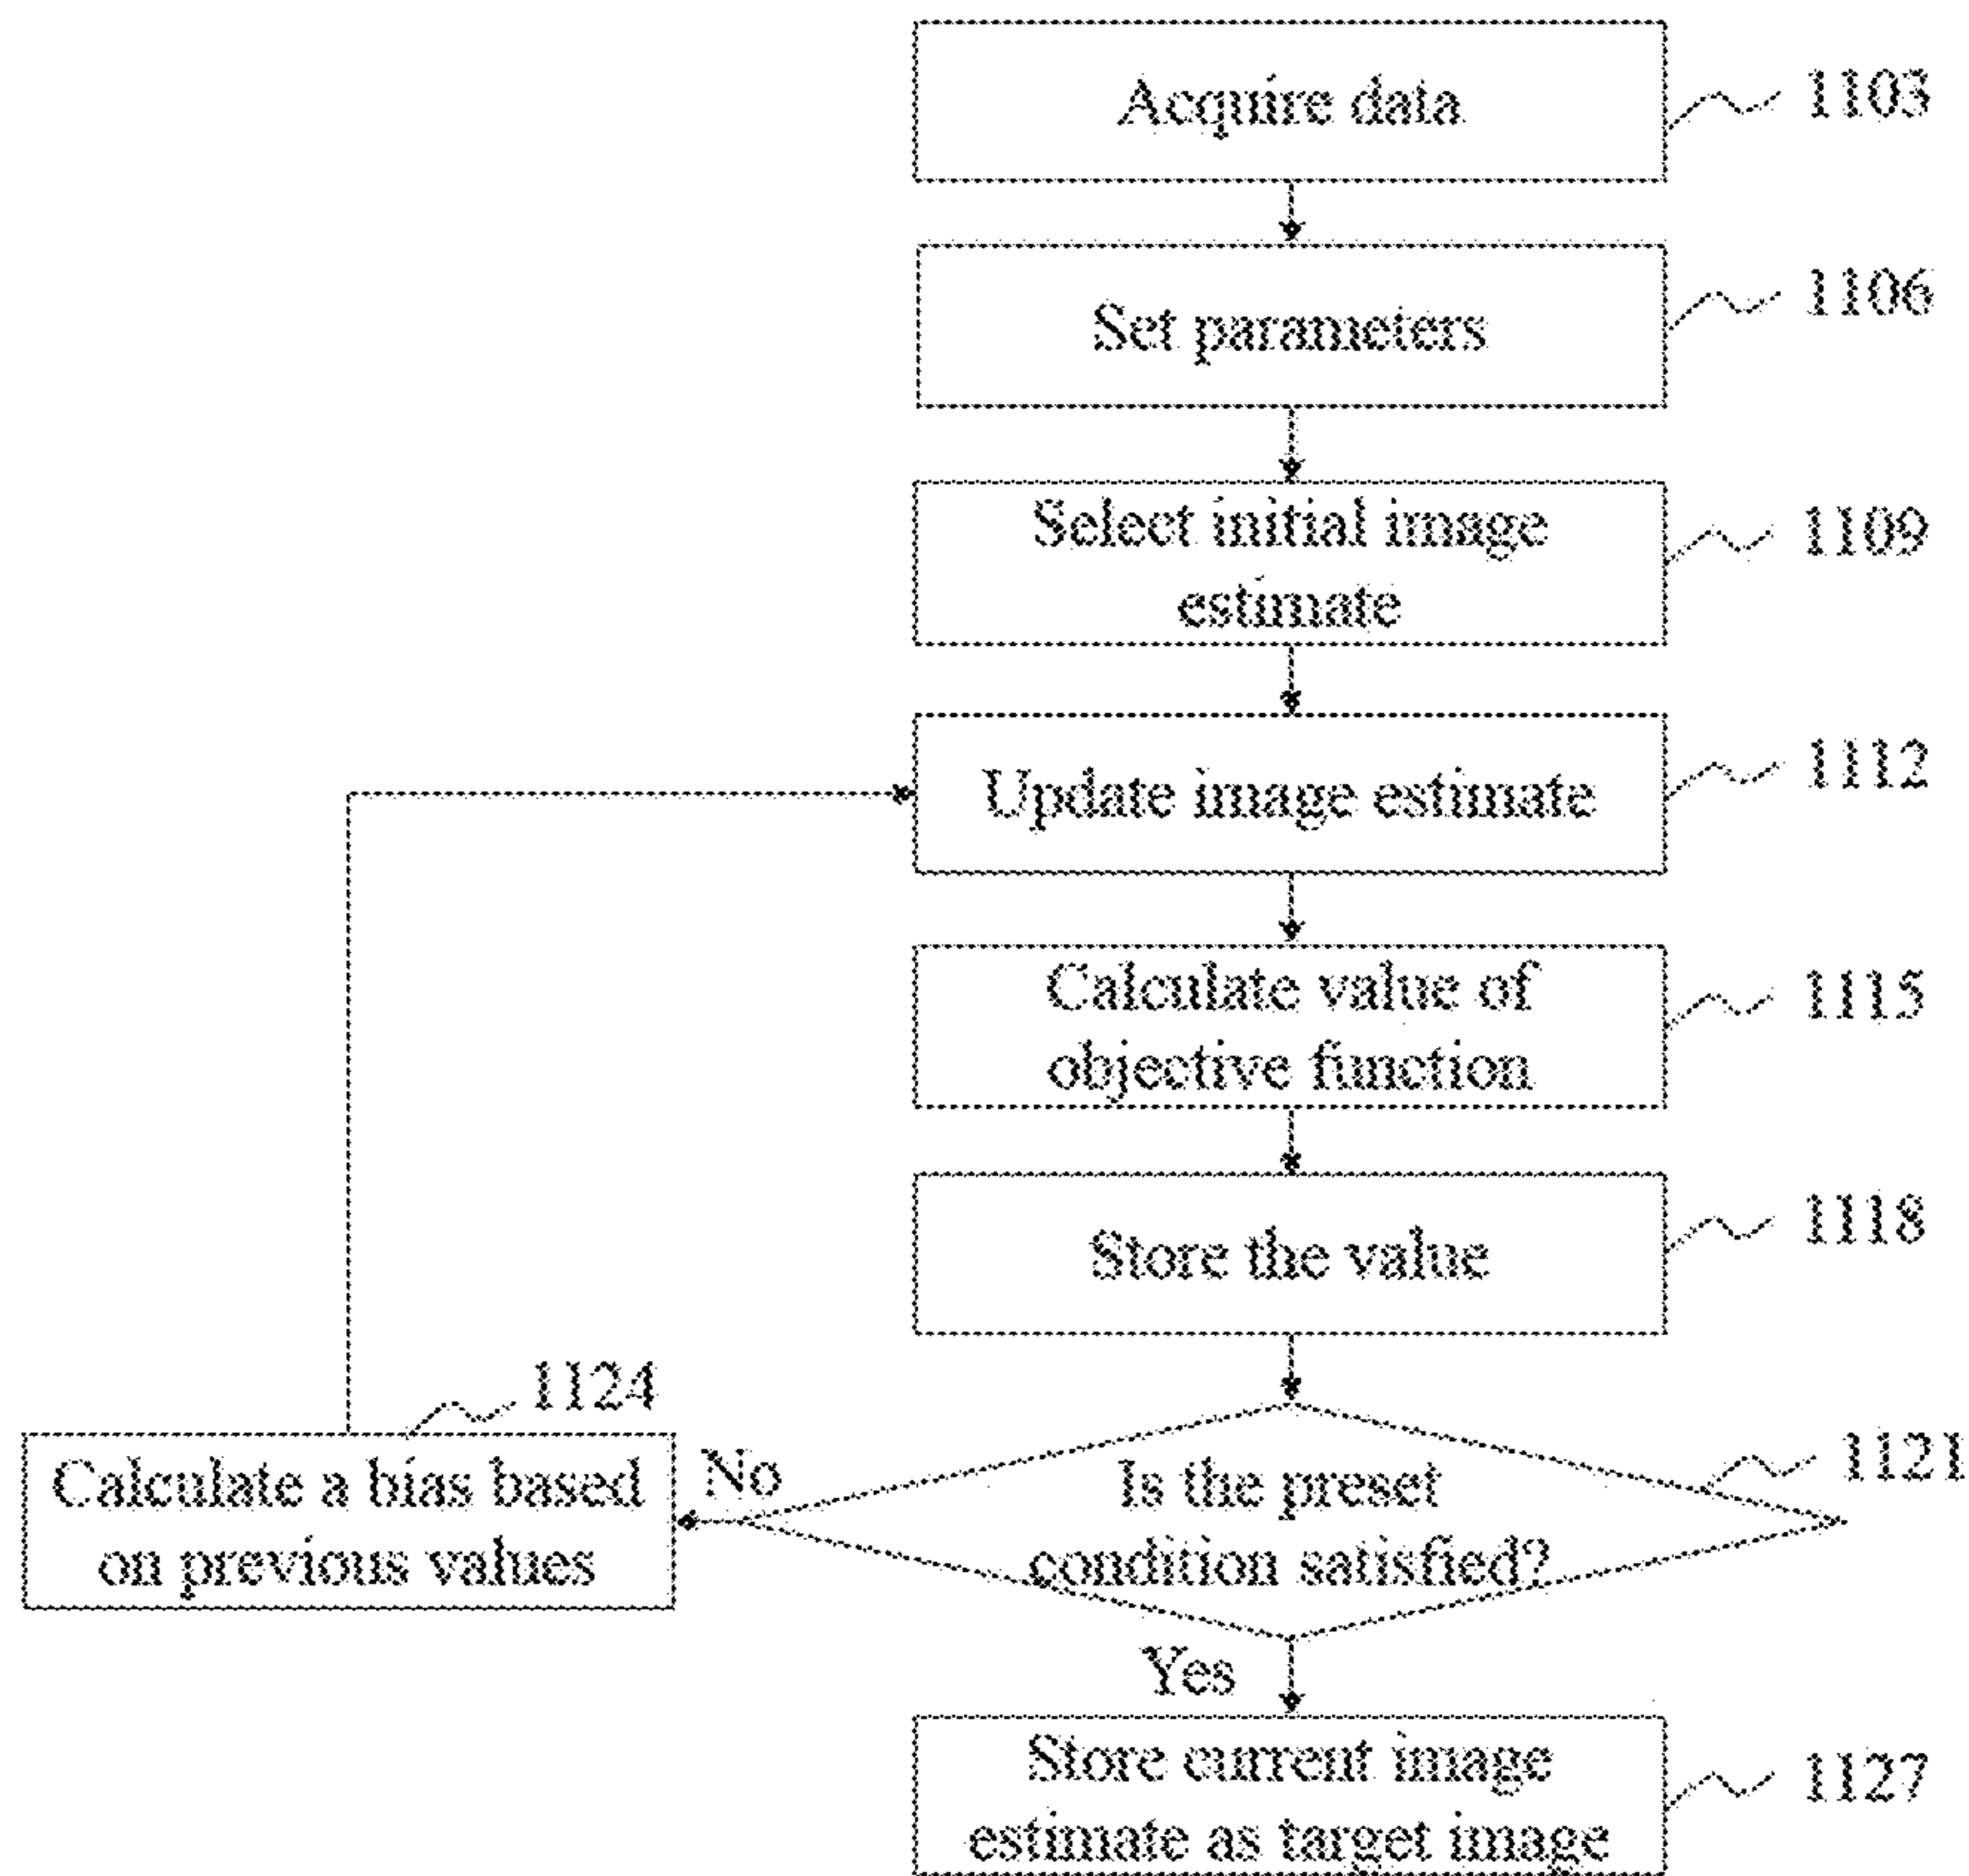 Acquire data
1103
Set parameters
1106
Select initial image
estimate
1109
Update image estimate
1112
Calculate value of
objective function
1115
Store the value
1118
Is the preset
condition satisfied?
1121
No
Calculate a bias based
on previous values
1124
Yes
Store current image
estimate as target image
1127